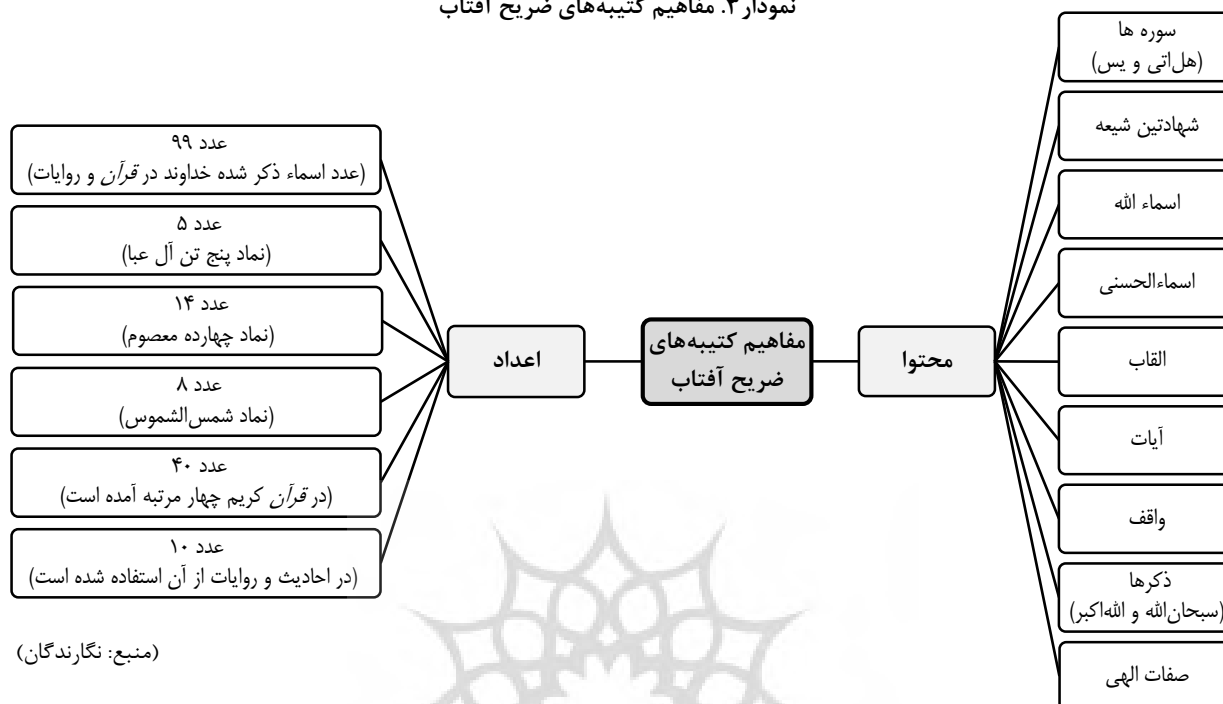 نمودار ۳. مفاهیم کتیبه‌های ضریح آفتاب
سوره ها
(هل‌اتی و یس)
شهادتین شیعه
اسماء الله
اسماءالحسنی
القاب
آیات
واقف
ذکرها
(سبحان‌الله و الله‌اکبر)
صفات الهی
محتوا
مفاهیم کتیبه‌های
ضریح آفتاب
اعداد
عدد ۹۹
(عدد اسماء ذکر شده خداوند در قرآن و روایات)
عدد ۵
(نماد پنج تن آل عبا)
عدد ۱۴
(نماد چهارده معصوم)
عدد ۸
(نماد شمس‌الشموس)
عدد ۴۰
(در قرآن کریم چهار مرتبه آمده است)
عدد ۱۰
(در احادیث و روایات از آن استفاده شده است)
(منبع: نگارندگان)